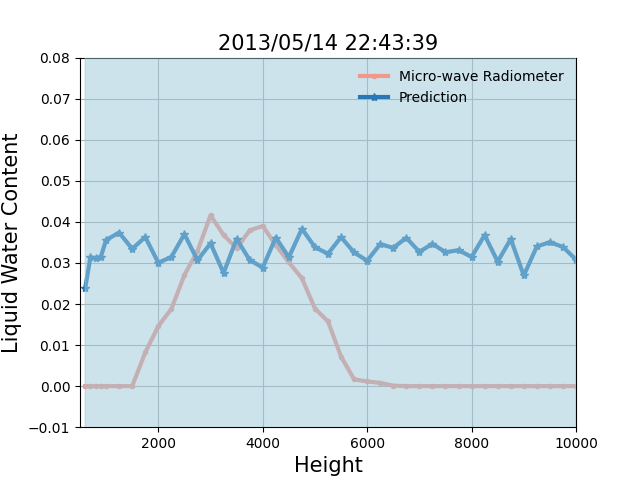 2013/05/14 22:43:39
Micro-wave Radiometer
Prediction
Liquid Water Content
0.08
0.07
0.06
0.05
0.04
0.03
0.02
0.01
0.00
−0.01
2000 4000 6000 8000 10000
Height